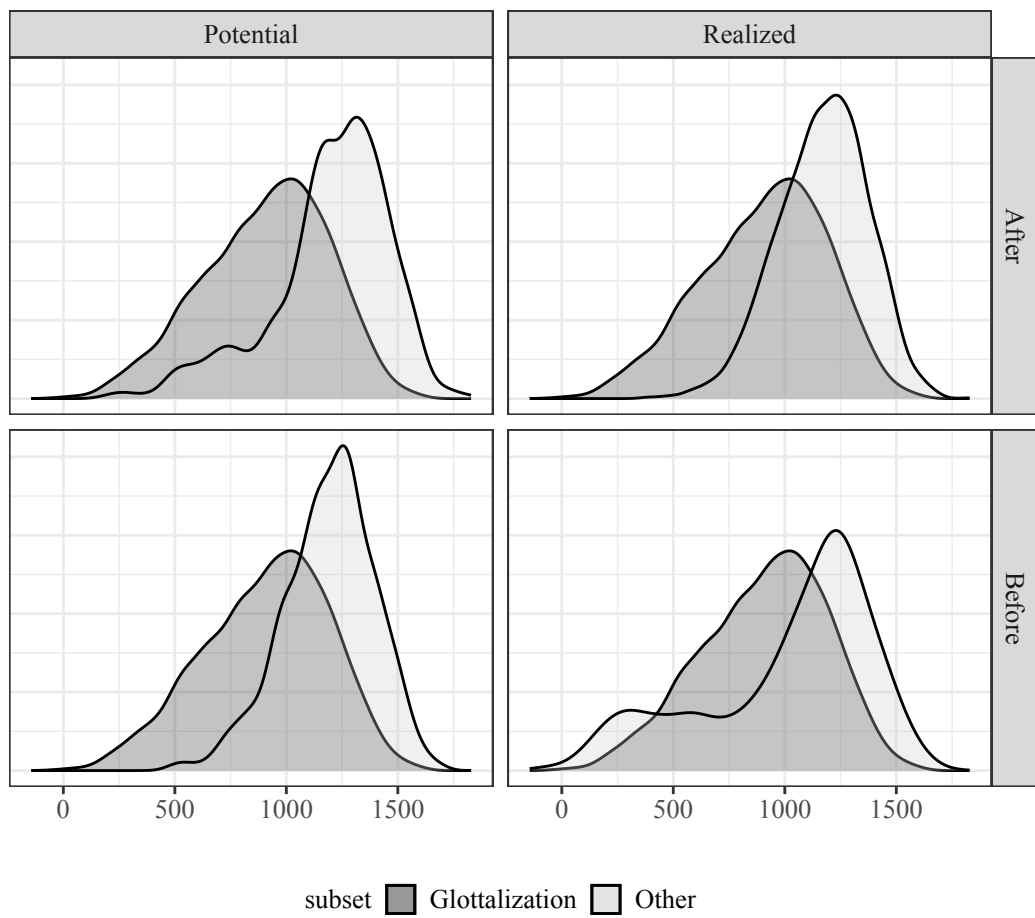 Potential Realized
After
Before
0 500 1000 1500 0 500 1000 1500
subset Glottalization Other